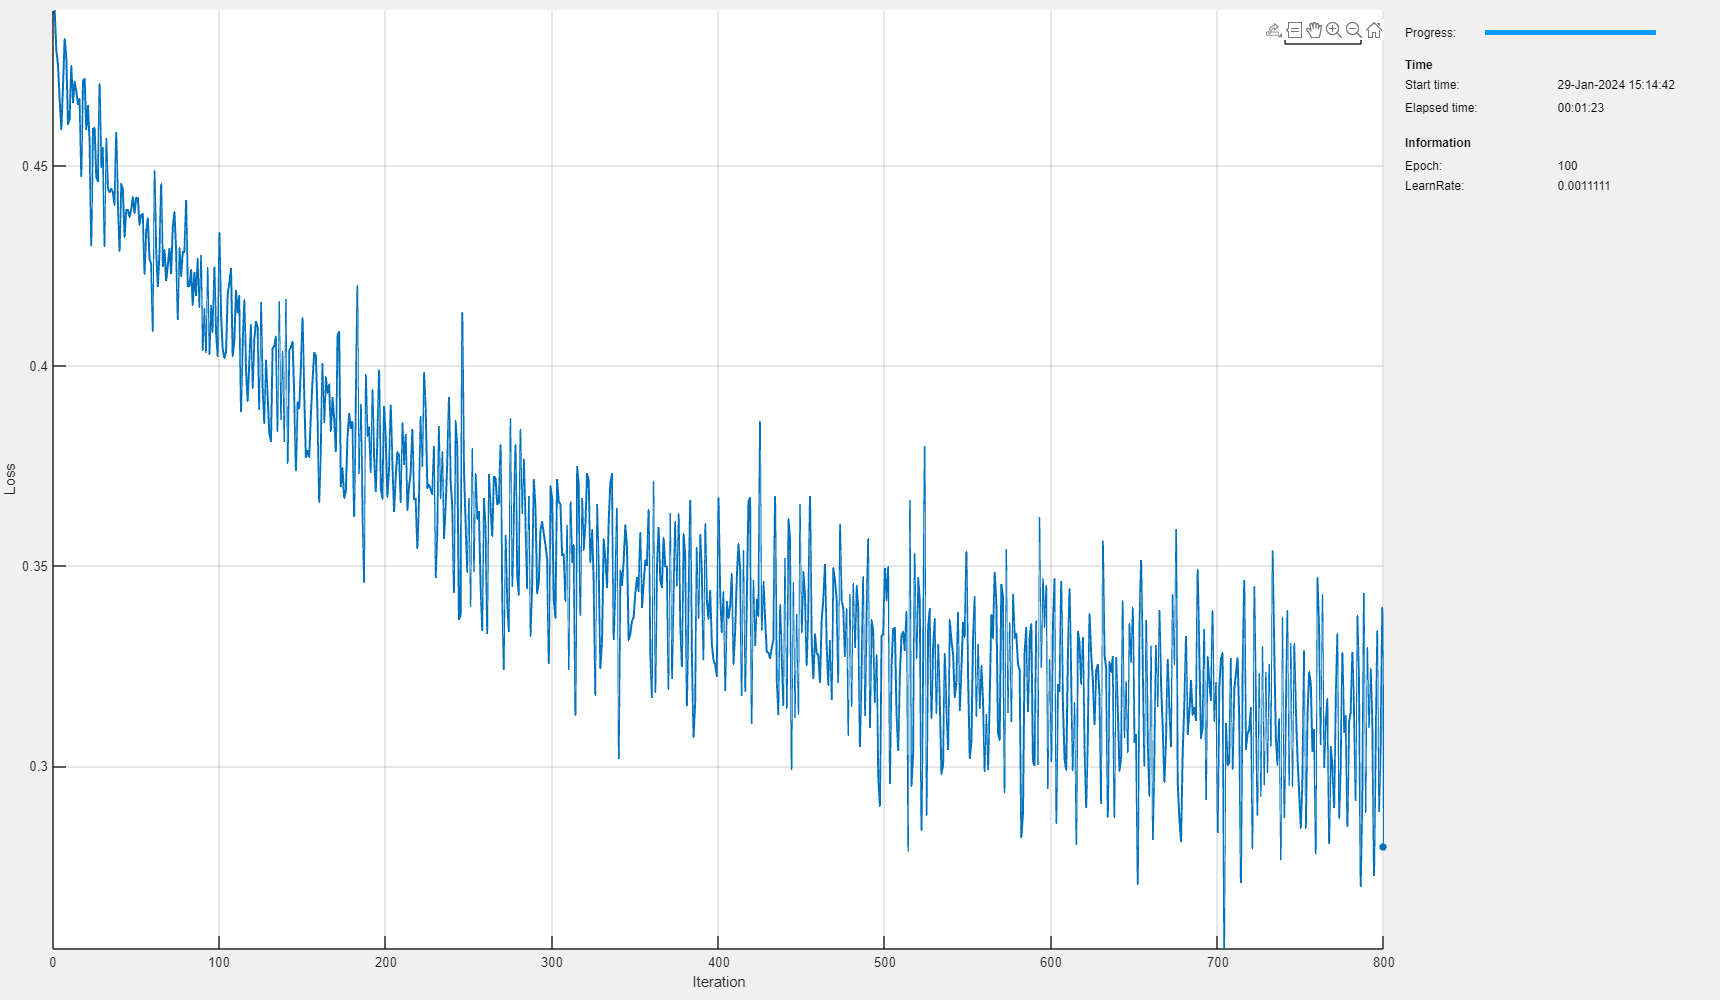 Progress:
Time
Start time: 29-Jan-2024 15:14:42
Elapsed time: 00:01:23
Information
Epoch: 100
LearnRate: 0.0011111
0.45
0.4
0.35
0.3
Loss
0 100 200 300 400 500 600 700 800
Iteration